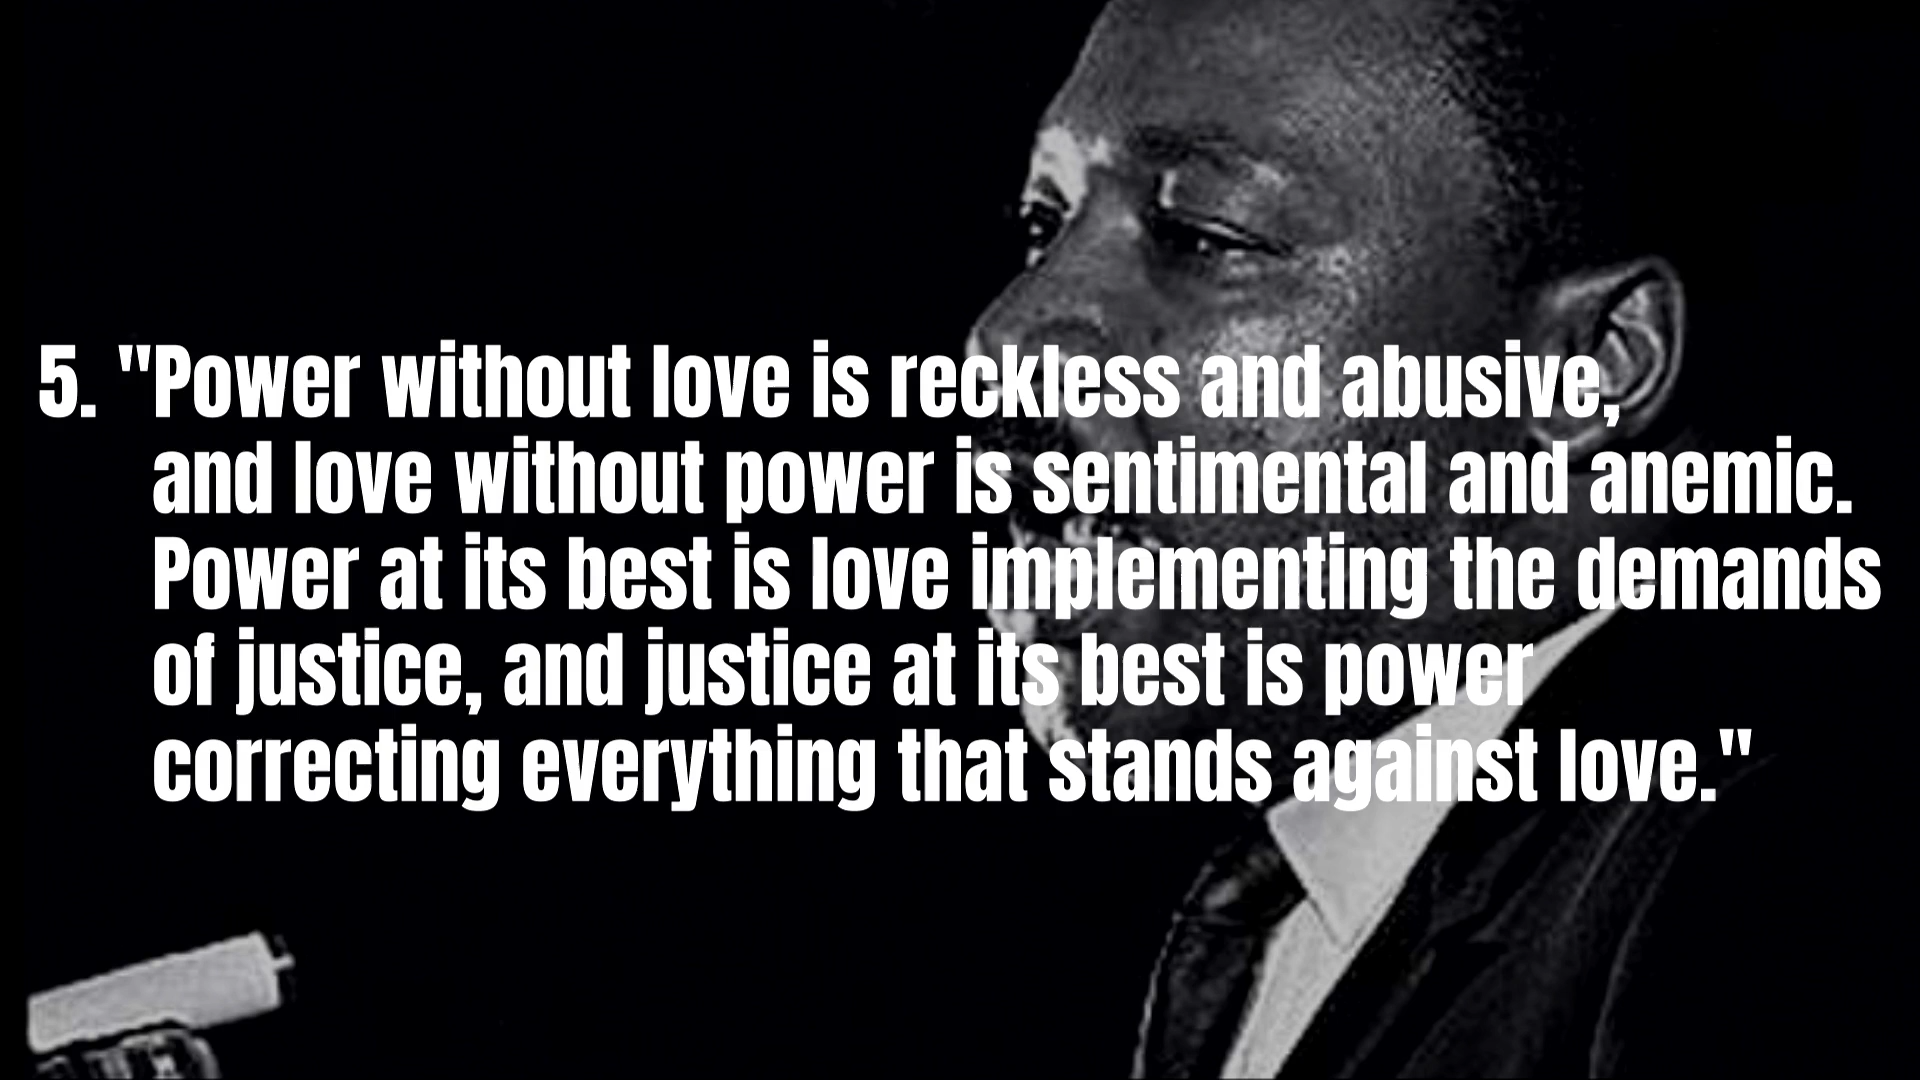 5. "Power without love is reckless and abusive,
and love without power is sentimental and anemic.
Power at its best is love implementing the demands
of justice, and justice at its best is power
correcting everything that stands against love."